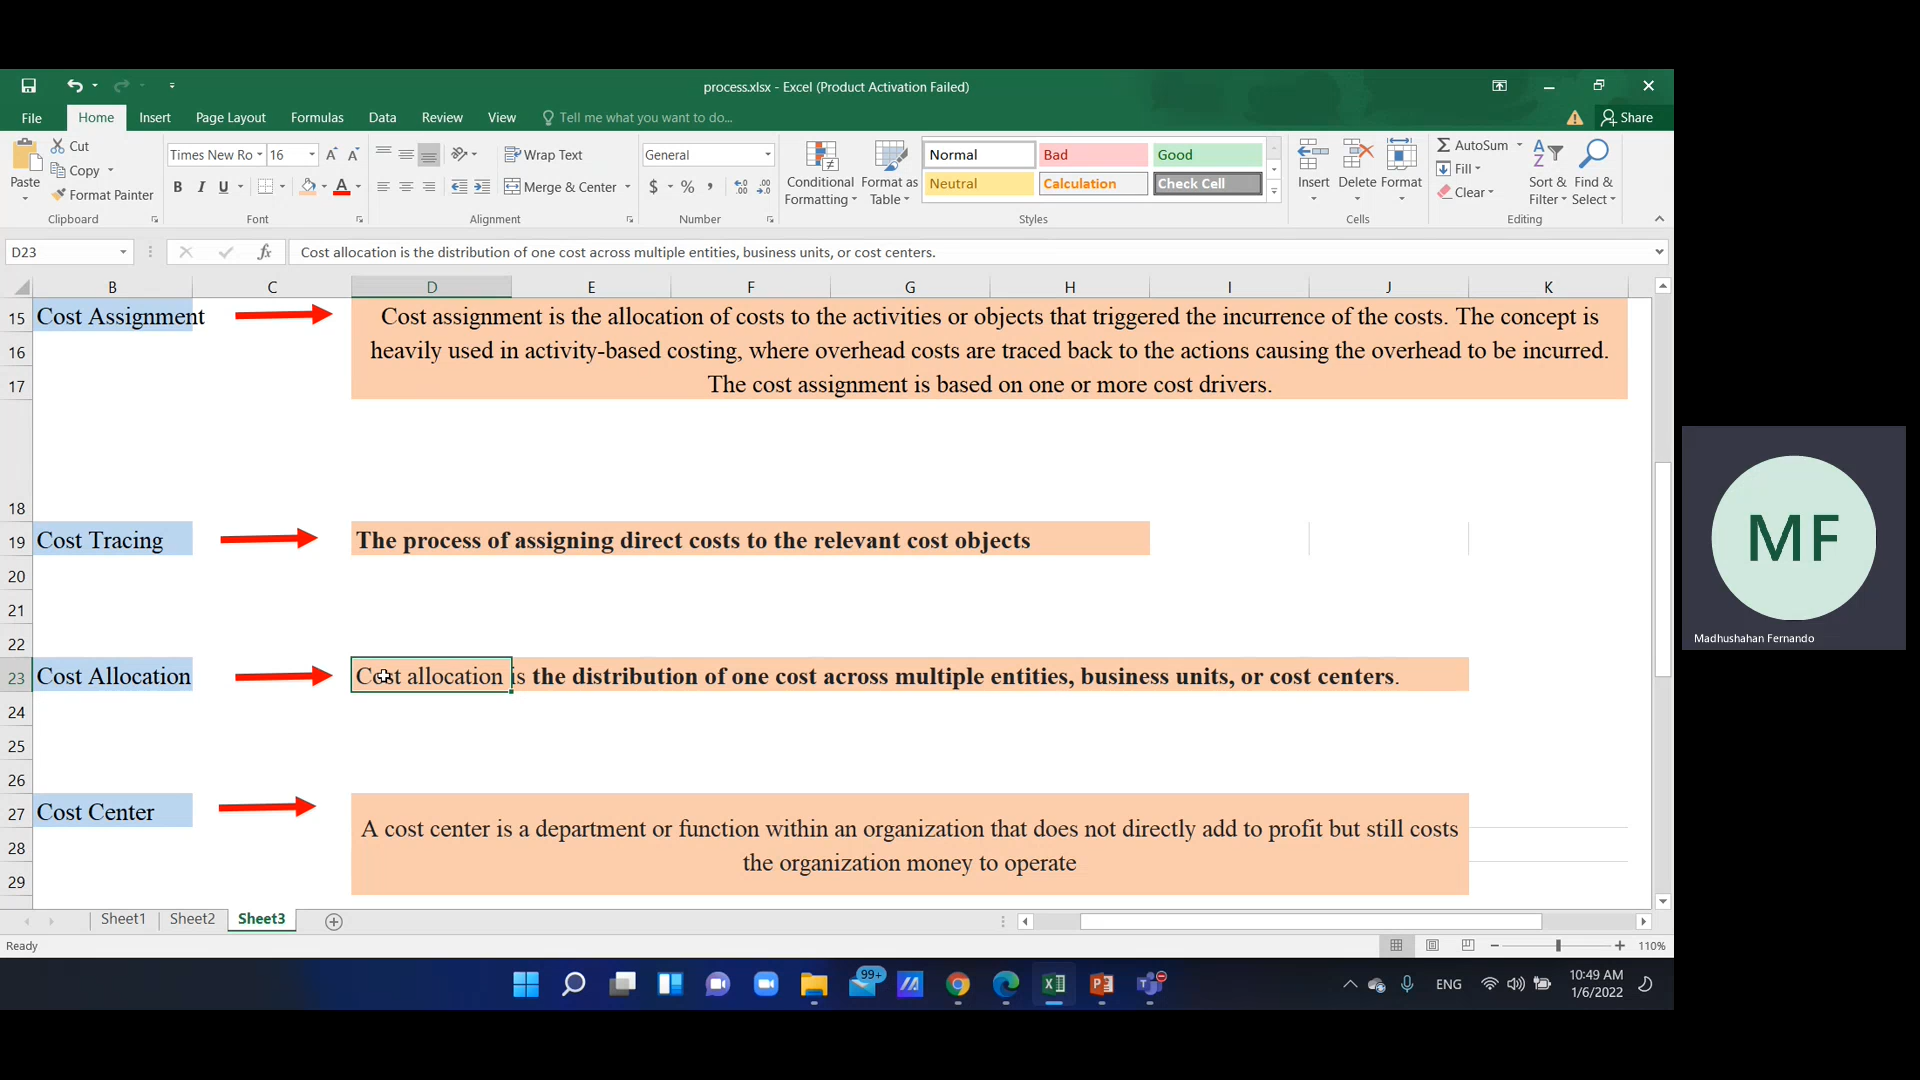 process.xlsx - Excel (Product Activation Failed)
File Home Insert Page Layout Formulas Data Review View Tell me what you want to do... Share
Paste
Cut
Copy
Format Painter
Clipboard
Times New Ro 16
B I U A
Font
Wrap Text
Merge & Center
Alignment
General
$ % ,
Number
Conditional Formatting
Format as Table
Normal Bad Good
Neutral Calculation Check Cell
Styles
Insert Delete Format
Cells
AutoSum
Fill
Clear
Sort & Filter
Find & Select
Editing
D23 fx Cost allocation is the distribution of one cost across multiple entities, business units, or cost centers.
B C D E F G H I J K
15 Cost Assignment Cost assignment is the allocation of costs to the activities or objects that triggered the incurrence of the costs. The concept is
16 heavily used in activity-based costing, where overhead costs are traced back to the actions causing the overhead to be incurred.
17 The cost assignment is based on one or more cost drivers.
18
19 Cost Tracing The process of assigning direct costs to the relevant cost objects
20
21
22
23 Cost Allocation Cost allocation is the distribution of one cost across multiple entities, business units, or cost centers.
24
25
26
27 Cost Center
A cost center is a department or function within an organization that does not directly add to profit but still costs
28
the organization money to operate
29
Sheet1 Sheet2 Sheet3
Ready 110%
99+
ENG
10:49 AM
1/6/2022
MF
Madhushahan Fernando